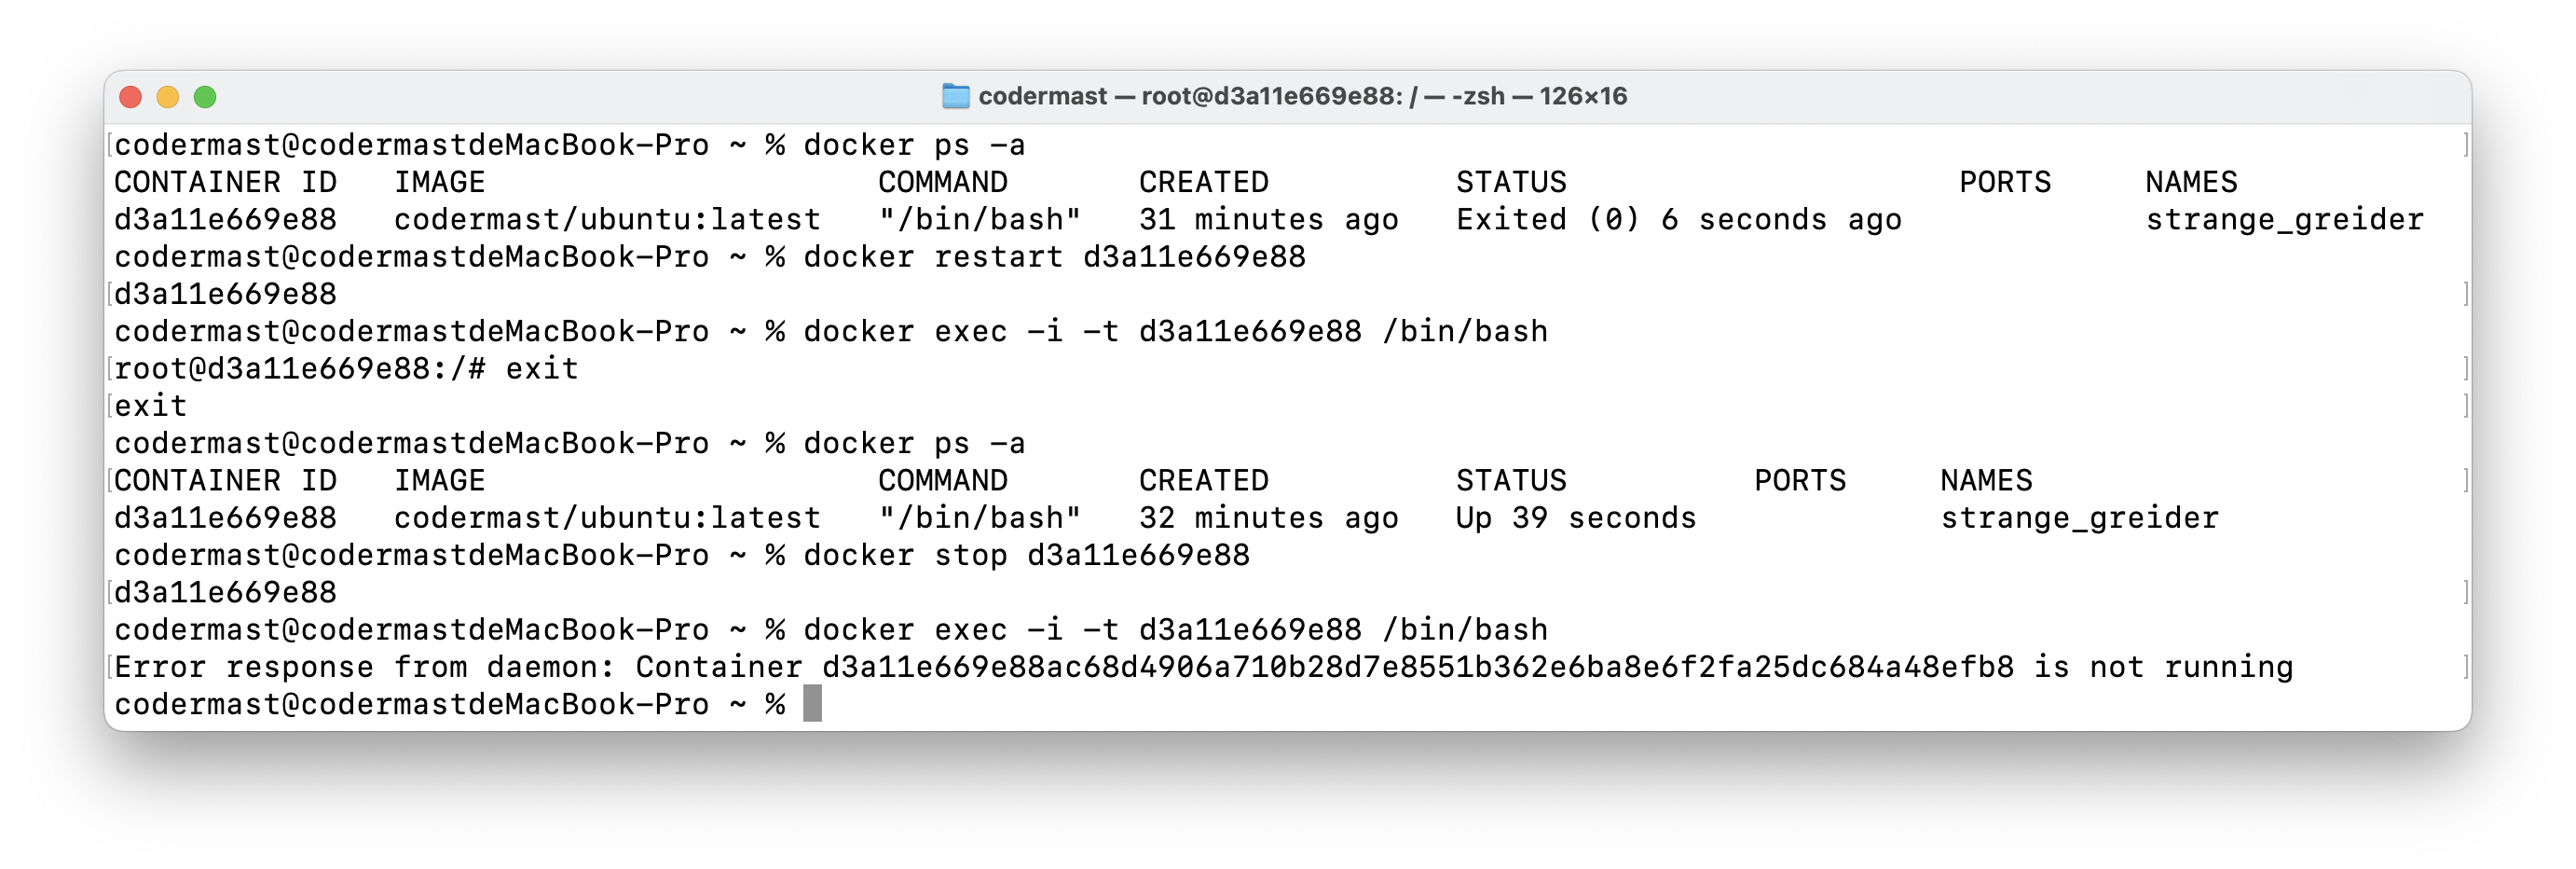 codermast — root@d3a11e669e88: / — -zsh — 126×16
codermast@codermastdeMacBook-Pro ~ % docker ps -a
CONTAINER ID   IMAGE                     COMMAND       CREATED          STATUS                     PORTS     NAMES
d3a11e669e88   codermast/ubuntu:latest   "/bin/bash"   31 minutes ago   Exited (0) 6 seconds ago             strange_greider
codermast@codermastdeMacBook-Pro ~ % docker restart d3a11e669e88
d3a11e669e88
codermast@codermastdeMacBook-Pro ~ % docker exec -i -t d3a11e669e88 /bin/bash
root@d3a11e669e88:/# exit
exit
codermast@codermastdeMacBook-Pro ~ % docker ps -a
CONTAINER ID   IMAGE                     COMMAND       CREATED          STATUS          PORTS     NAMES
d3a11e669e88   codermast/ubuntu:latest   "/bin/bash"   32 minutes ago   Up 39 seconds             strange_greider
codermast@codermastdeMacBook-Pro ~ % docker stop d3a11e669e88
d3a11e669e88
codermast@codermastdeMacBook-Pro ~ % docker exec -i -t d3a11e669e88 /bin/bash
Error response from daemon: Container d3a11e669e88ac68d4906a710b28d7e8551b362e6ba8e6f2fa25dc684a48efb8 is not running
codermast@codermastdeMacBook-Pro ~ %